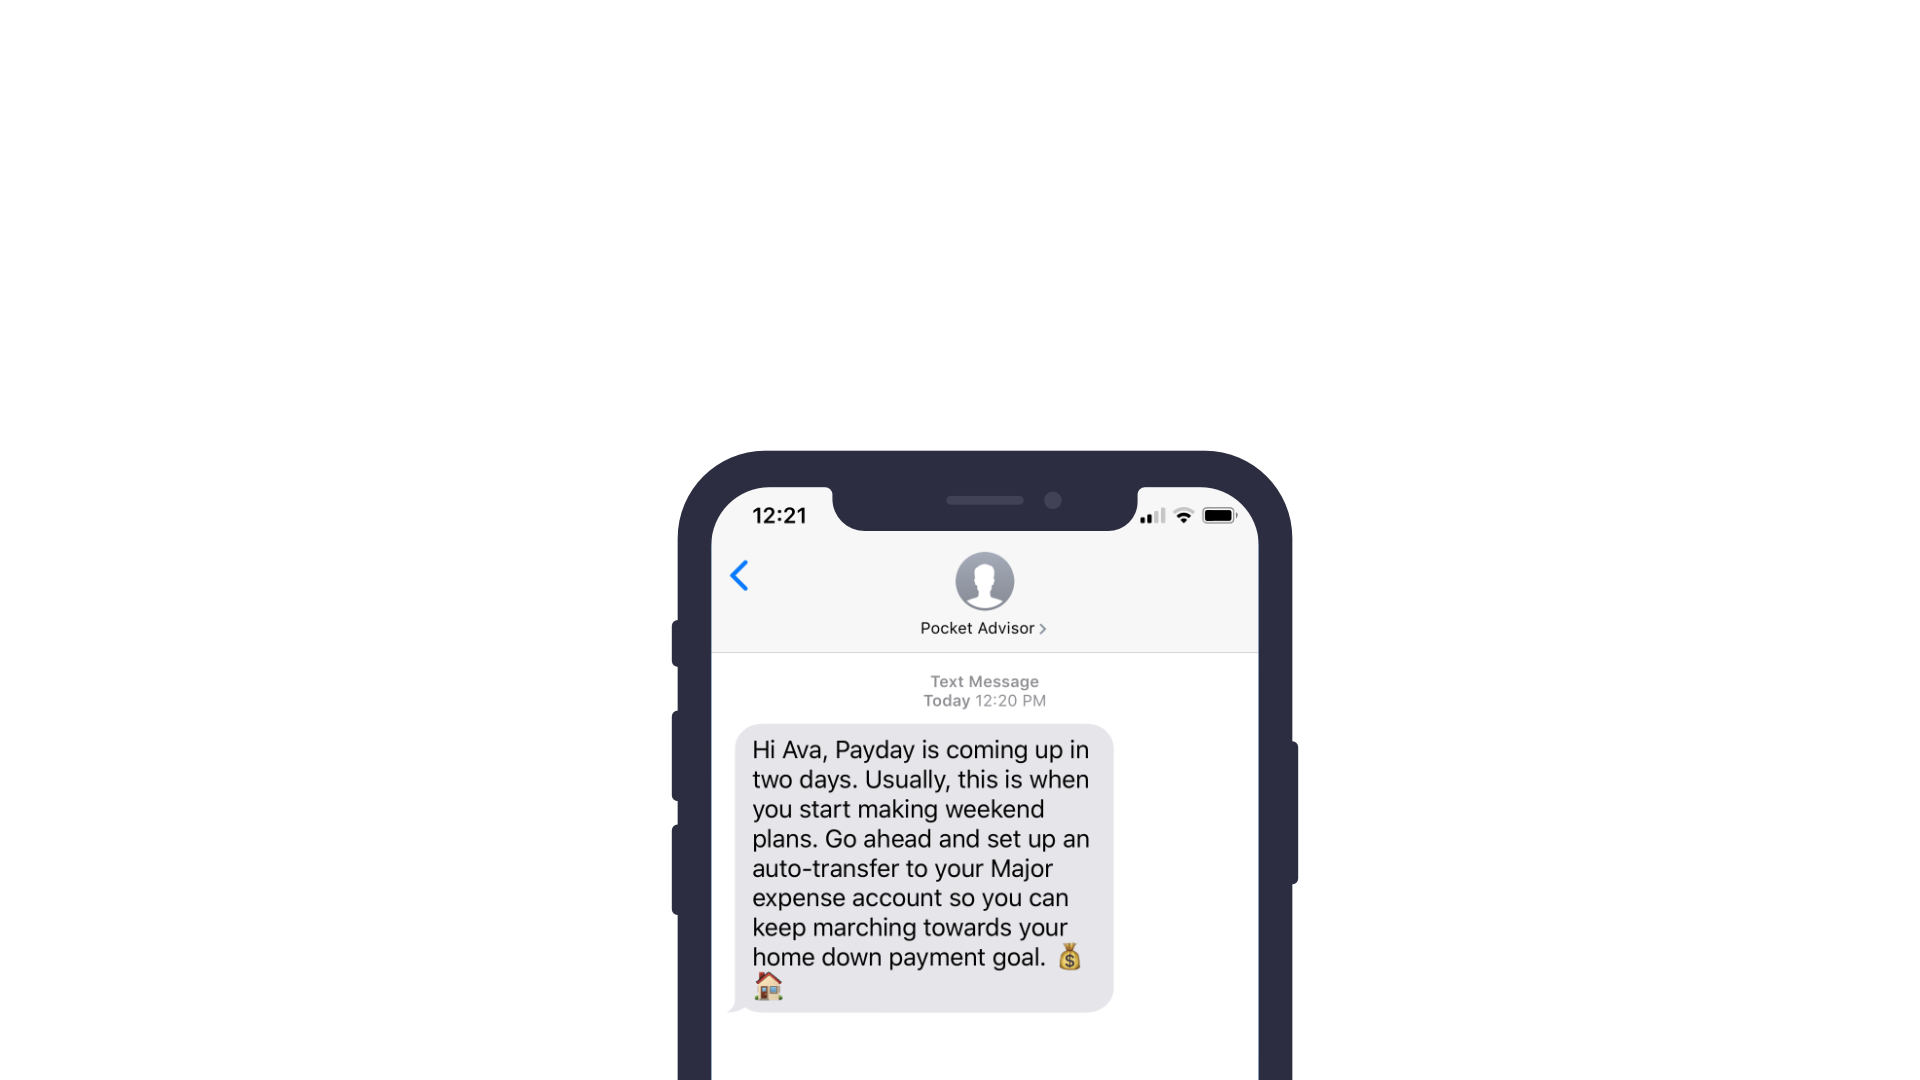 12:21
Pocket Advisor
Text Message
Today 12:20 PM
Hi Ava, Payday is coming up in
two days. Usually, this is when
you start making weekend
plans. Go ahead and set up an
auto-transfer to your Major
expense account so you can
keep marching towards your
home down payment goal. 💰
🏠